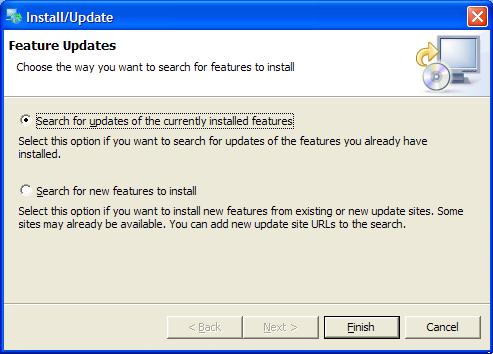 Install/Update
Feature Updates
Choose the way you want to search for features to install
Search for updates of the currently installed features
Select this option if you want to search for updates of the features you already have
installed.
Search for new features to install
Select this option if you want to install new features from existing or new update sites. Some
sites may already be available. You can add new update site URLs to the search.
< Back
Next >
Finish
Cancel